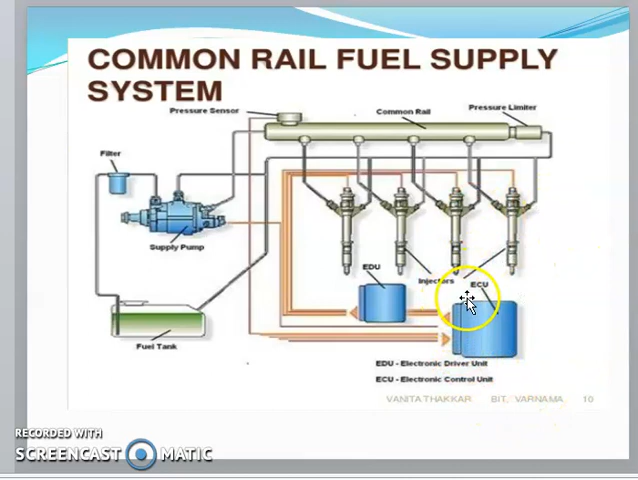 COMMON RAIL FUEL SUPPLY
SYSTEM
Pressure Sensor
Common Rail
Pressure Limiter
Filter
Supply Pump
EDU
Injectors
ECU
Fuel Tank
EDU - Electronic Driver Unit
ECU - Electronic Control Unit
VANITA THAKKAR BIT, VARNAMA 10
RECORDED WITH
SCREENCAST MATIC